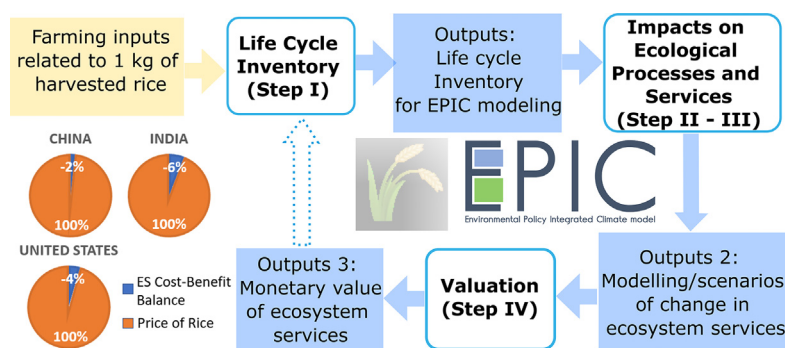 Farming inputs
related to 1 kg of
harvested rice
Life Cycle
Inventory
(Step I)
Outputs:
Life cycle
Inventory
for EPIC modeling
Impacts on
Ecological
Processes and
Services
(Step II - III)
CHINA
-2%
100%
INDIA
-6%
100%
UNITED STATES
-4%
100%
ES Cost-Benefit
Balance
Price of Rice
EPIC
Environmental Policy Integrated Climate model
Outputs 3:
Monetary value
of ecosystem
services
Valuation
(Step IV)
Outputs 2:
Modelling/scenarios
of change in
ecosystem services